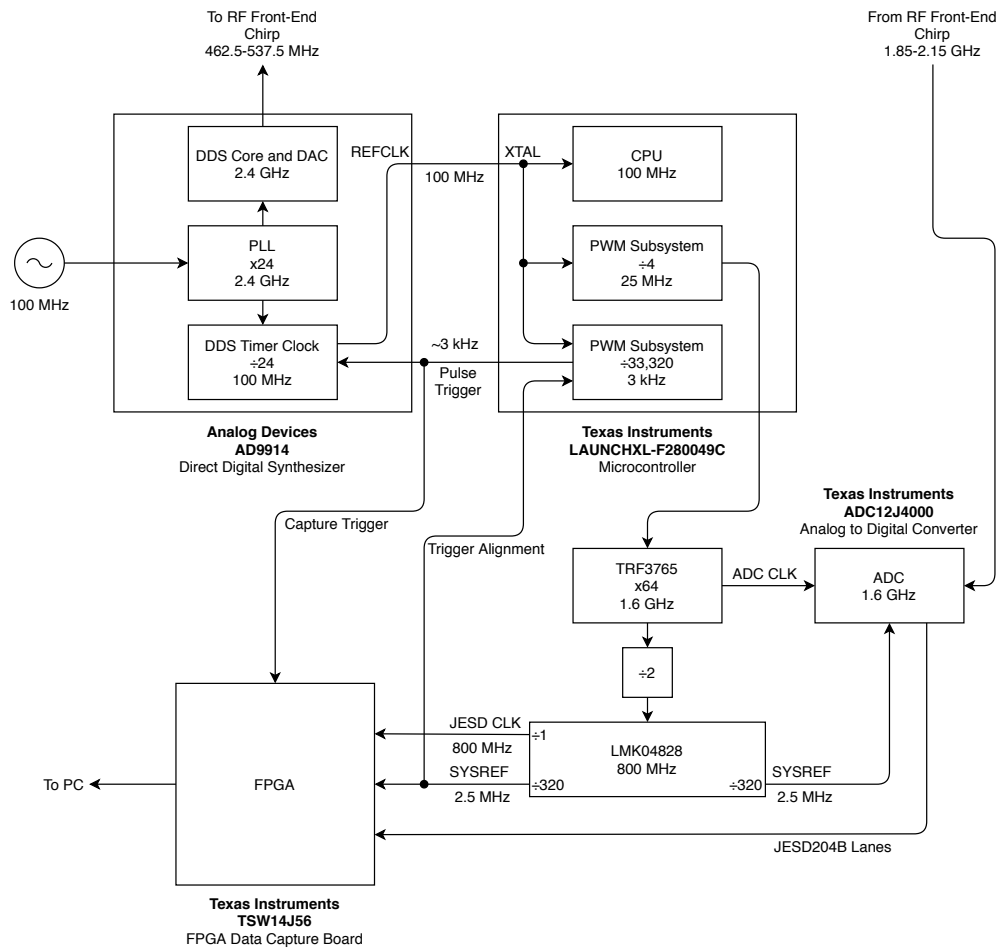 To RF Front-End
Chirp
462.5-537.5 MHz
From RF Front-End
Chirp
1.85-2.15 GHz
DDS Core and DAC
2.4 GHz
REFCLK
100 MHz
XTAL
CPU
100 MHz
PLL
x24
2.4 GHz
PWM Subsystem
÷4
25 MHz
100 MHz
DDS Timer Clock
÷24
100 MHz
~3 kHz
Pulse
Trigger
PWM Subsystem
÷33,320
3 kHz
Analog Devices
AD9914
Direct Digital Synthesizer
Texas Instruments
LAUNCHXL-F280049C
Microcontroller
Texas Instruments
ADC12J4000
Analog to Digital Converter
Capture Trigger
Trigger Alignment
TRF3765
x64
1.6 GHz
ADC CLK
ADC
1.6 GHz
÷2
JESD CLK
800 MHz
÷1
LMK04828
800 MHz
SYSREF
2.5 MHz
÷320
÷320
SYSREF
2.5 MHz
To PC
FPGA
JESD204B Lanes
Texas Instruments
TSW14J56
FPGA Data Capture Board